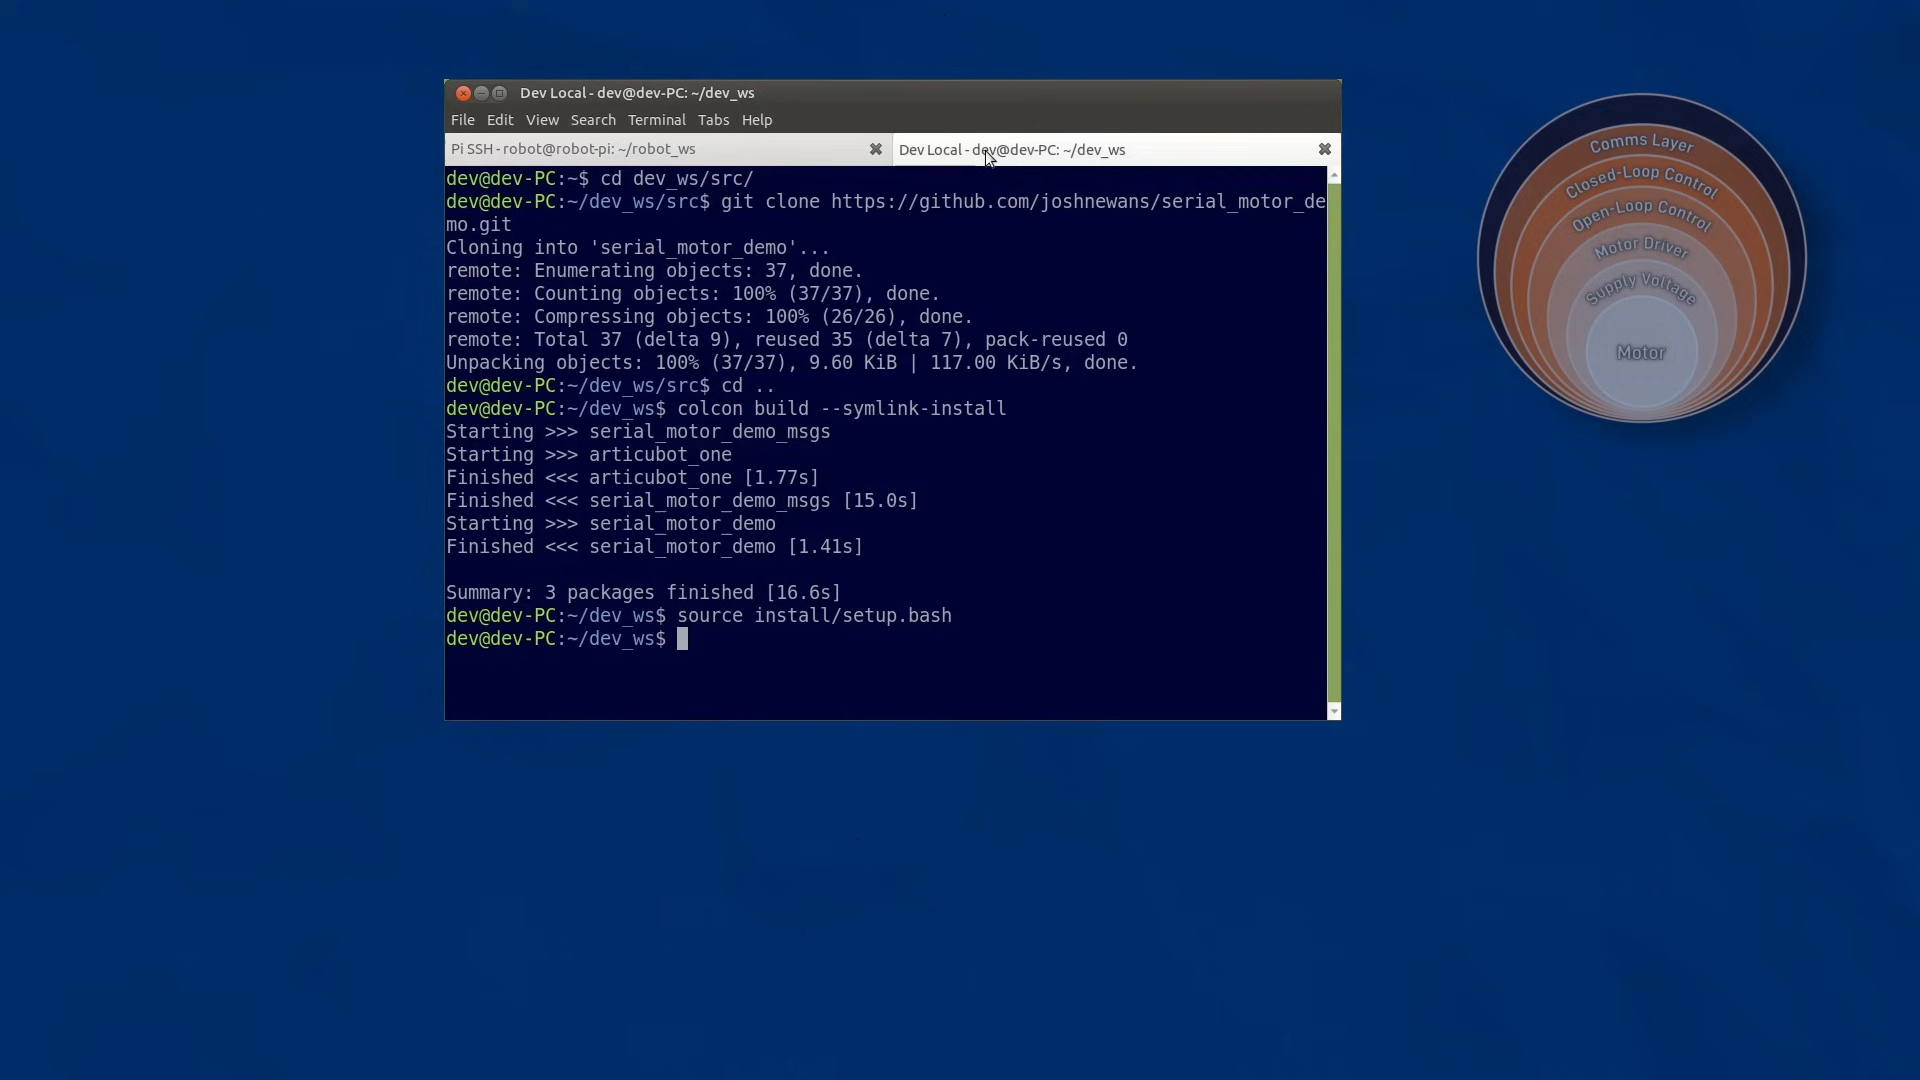 Dev Local - dev@dev-PC: ~/dev_ws
File Edit View Search Terminal Tabs Help
Pi SSH - robot@robot-pi: ~/robot_ws
Dev Local - dev@dev-PC: ~/dev_ws
dev@dev-PC:~$ cd dev_ws/src/
dev@dev-PC:~/dev_ws/src$ git clone https://github.com/joshnewans/serial_motor_de
mo.git
Cloning into 'serial_motor_demo'...
remote: Enumerating objects: 37, done.
remote: Counting objects: 100% (37/37), done.
remote: Compressing objects: 100% (26/26), done.
remote: Total 37 (delta 9), reused 35 (delta 7), pack-reused 0
Unpacking objects: 100% (37/37), 9.60 KiB | 117.00 KiB/s, done.
dev@dev-PC:~/dev_ws/src$ cd ..
dev@dev-PC:~/dev_ws$ colcon build --symlink-install
Starting >>> serial_motor_demo_msgs
Starting >>> articubot_one
Finished <<< articubot_one [1.77s]
Finished <<< serial_motor_demo_msgs [15.0s]
Starting >>> serial_motor_demo
Finished <<< serial_motor_demo [1.41s]
Summary: 3 packages finished [16.6s]
dev@dev-PC:~/dev_ws$ source install/setup.bash
dev@dev-PC:~/dev_ws$
Comms Layer
Closed-Loop Control
Open-Loop Control
Motor Driver
Supply Voltage
Motor